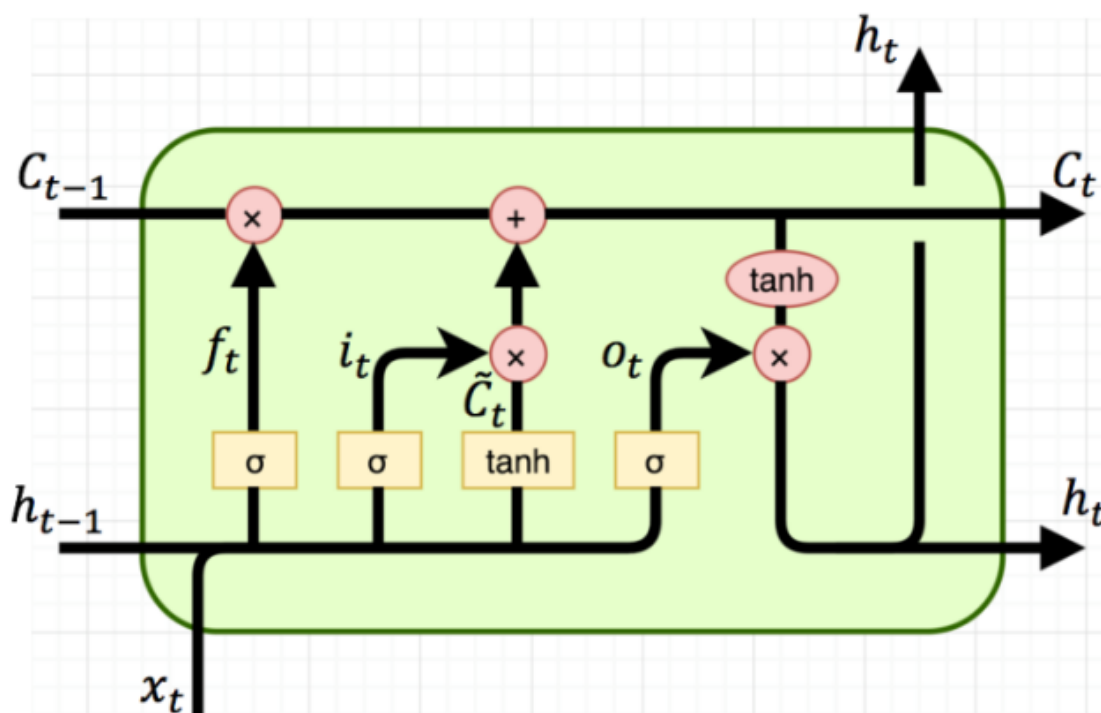 h_t
C_{t-1}
C_t
×
+
tanh
f_t
i_t
×
o_t
×
C̃_t
σ
σ
tanh
σ
h_{t-1}
h_t
x_t